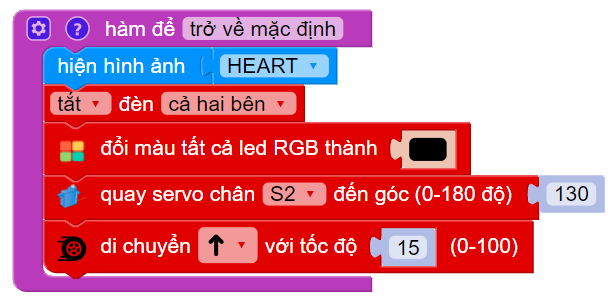 ? hàm để trở về mặc định
hiện hình ảnh HEART
tắt đèn cả hai bên
đổi màu tất cả led RGB thành
quay servo chân S2 đến góc (0-180 độ) 130
di chuyển ↑ với tốc độ 15 (0-100)